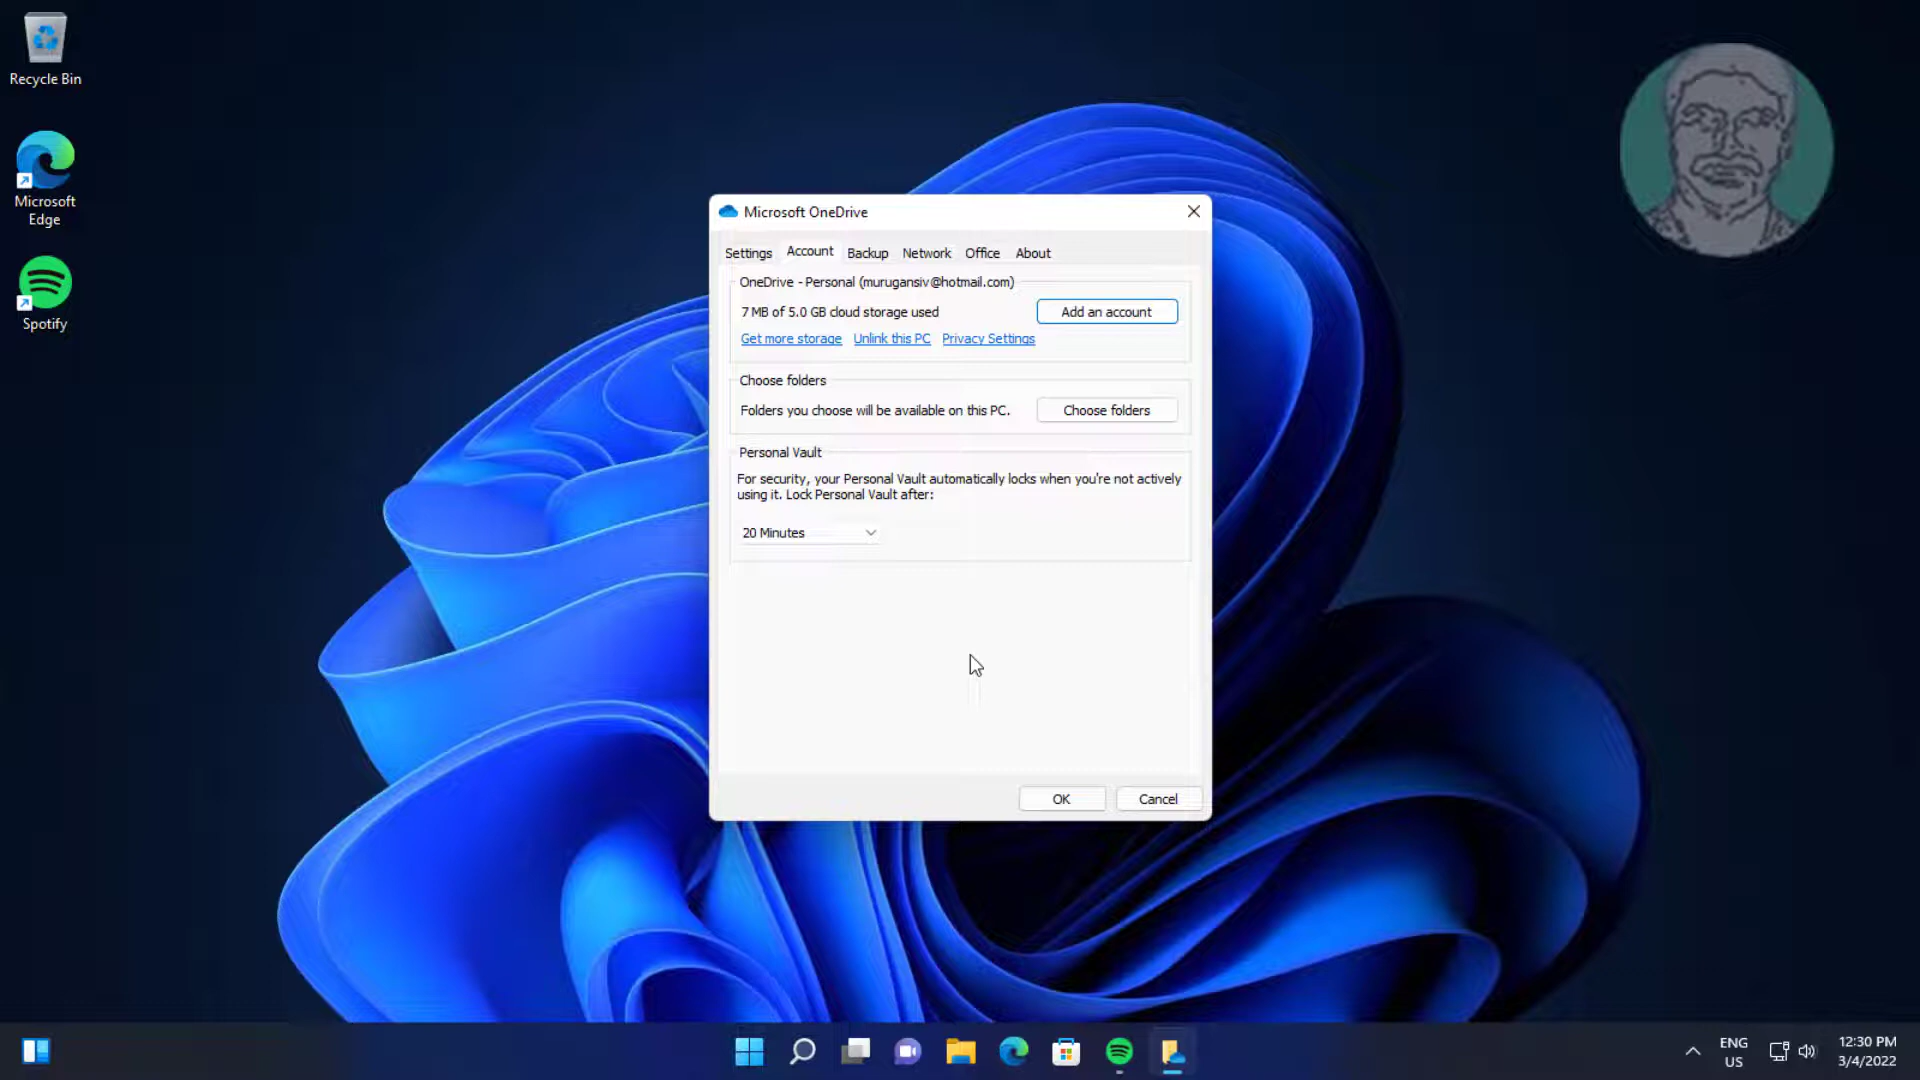 Recycle Bin
Microsoft
Edge
Spotify
Microsoft OneDrive
Settings Account Backup Network Office About
OneDrive - Personal (murugansiv@hotmail.com)
7 MB of 5.0 GB cloud storage used Add an account
Get more storage Unlink this PC Privacy Settings
Choose folders
Folders you choose will be available on this PC. Choose folders
Personal Vault
For security, your Personal Vault automatically locks when you're not actively
using it. Lock Personal Vault after:
20 Minutes
OK Cancel
ENG
US
12:30 PM
3/4/2022